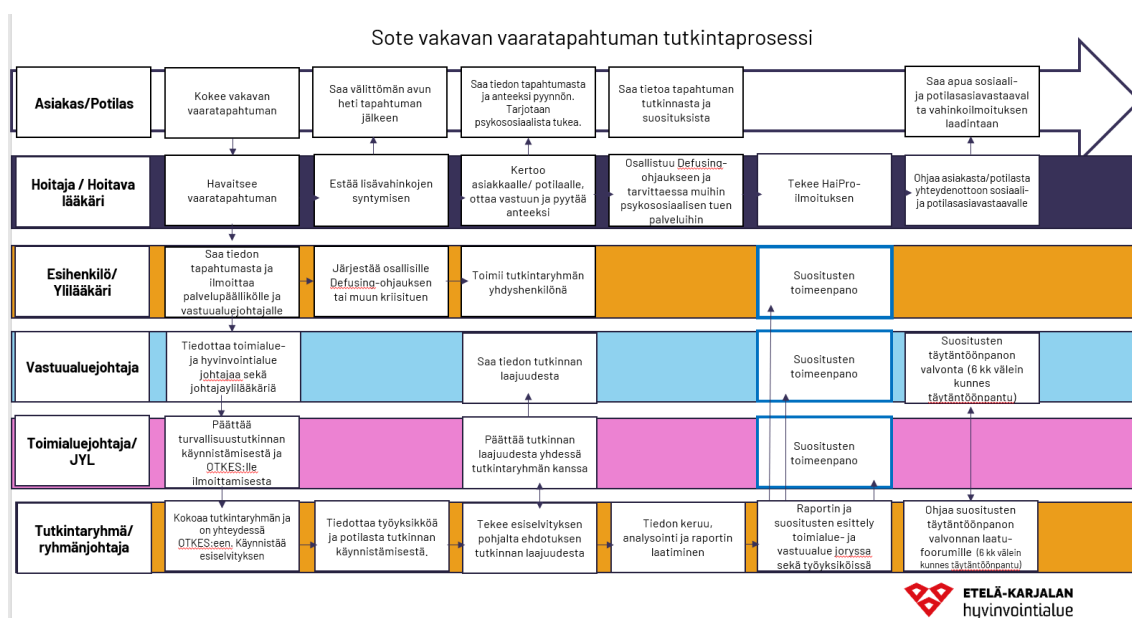 Sote vakavan vaaratapahtuman tutkintaprosessi
Asiakas/Potilas
Kokee vakavan
vaaratapahtuman
Saa välittömän avun
heti tapahtuman
jälkeen
Saa tiedon tapahtumasta
ja anteeksi pyynnön.
Tarjotaan
psykososiaalista tukea.
Saa tietoa tapahtuman
tutkinnasta ja
suosituksista
Saa apua sosiaali-
ja potilasasiavastaaval
ta vahinkoilmoituksen
laadintaan
Hoitaja / Hoitava
lääkäri
Havaitsee
vaaratapahtuman
Estää lisävahinkojen
syntymisen
Kertoo
asiakkaalle/ potilaalle,
ottaa vastuun ja pyytää
anteeksi
Osallistuu Defusing-
ohjaukseen ja
tarvittaessa muihin
psykososiaalisen tuen
palveluihin
Tekee HaiPro-
ilmoituksen
Ohjaa asiakasta/potilasta
yhteydenottoon sosiaali-
ja potilasasiavastaavalle
Esihenkilö/
Ylilääkäri
Saa tiedon
tapahtumasta ja
ilmoittaa
palvelupäällikölle ja
vastuualuejohtajalle
Järjestää osallisille
Defusing-ohjauksen
tai muun kriisituen
Toimii tutkintaryhmän
yhdyshenkilönä
Suositusten
toimeenpano
Vastuualuejohtaja
Tiedottaa toimialue-
ja hyvinvointialue
johtajaa sekä
johtajaylilääkäriä
Saa tiedon tutkinnan
laajuudesta
Suositusten
toimeenpano
Suositusten
täytäntöönpanon
valvonta (6 kk välein
kunnes
täytäntöönpantu)
Toimialuejohtaja/
JYL
Päättää
turvallisuustutkinnan
käynnistämisestä ja
OTKES:lle
ilmoittamisesta
Päättää tutkinnan
laajuudesta yhdessä
tutkintaryhmän kanssa
Suositusten
toimeenpano
Tutkintaryhmä/
ryhmänjohtaja
Kokoaa tutkintaryhmän ja
on yhteydessä
OTKES:een. Käynnistää
esiselvityksen
Tiedottaa työyksikköä
ja potilasta tutkinnan
käynnistämisestä.
Tekee esiselvityksen
pohjalta ehdotuksen
tutkinnan laajuudesta
Tiedon keruu,
analysointi ja raportin
laatiminen
Raportin ja
suositusten esittely
toimialue- ja
vastuualue joryssa
sekä työyksiköissä
Ohjaa suositusten
täytäntöönpanon
valvonnan laatu-
foorumille (6 kk välein
kunnes täytäntöönpantu)
ETELÄ-KARJALAN
hyvinvointialue